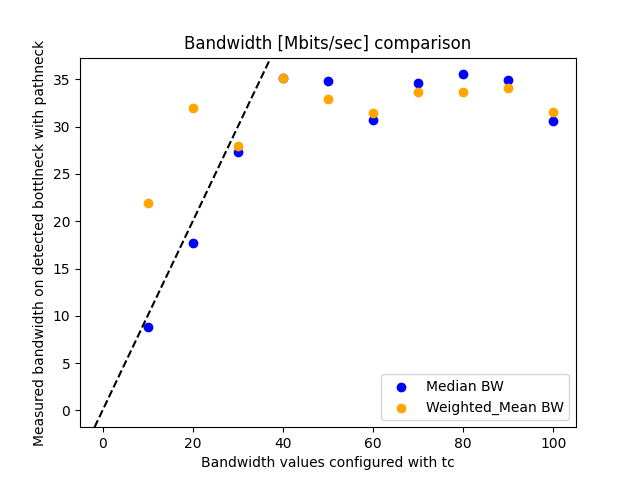 Bandwidth [Mbits/sec] comparison
Measured bandwidth on detected bottlneck with pathneck
35
30
25
20
15
10
5
0
0 20 40 60 80 100
Bandwidth values configured with tc
Median BW
Weighted_Mean BW